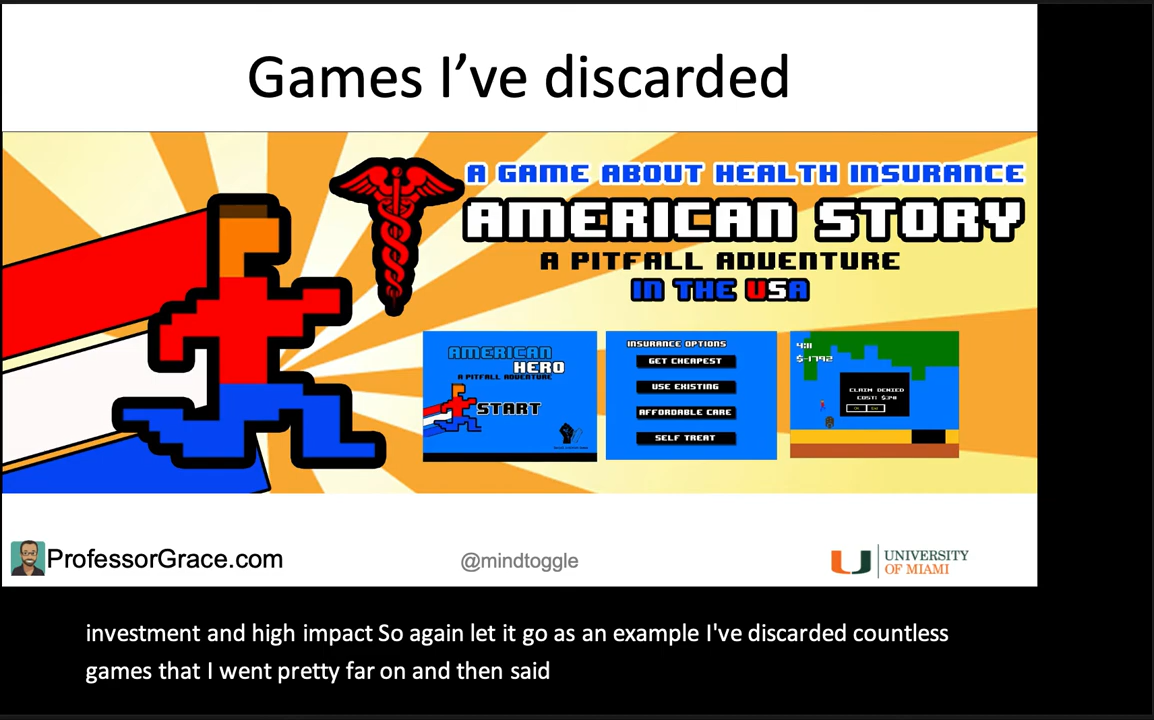 Games I've discarded
A GAME ABOUT HEALTH INSURANCE
AMERICAN STORY
A PITFALL ADVENTURE
IN THE USA
AMERICAN
HERO
A PITFALL ADVENTURE
START
INSURANCE OPTIONS
GET CHEAPEST
USE EXISTING
AFFORDABLE CARE
SELF TREAT
4:11
$-1792
CLAIM DENIED
ProfessorGrace.com
@mindtoggle
UNIVERSITY
OF MIAMI
investment and high impact So again let it go as an example I've discarded countless
games that I went pretty far on and then said